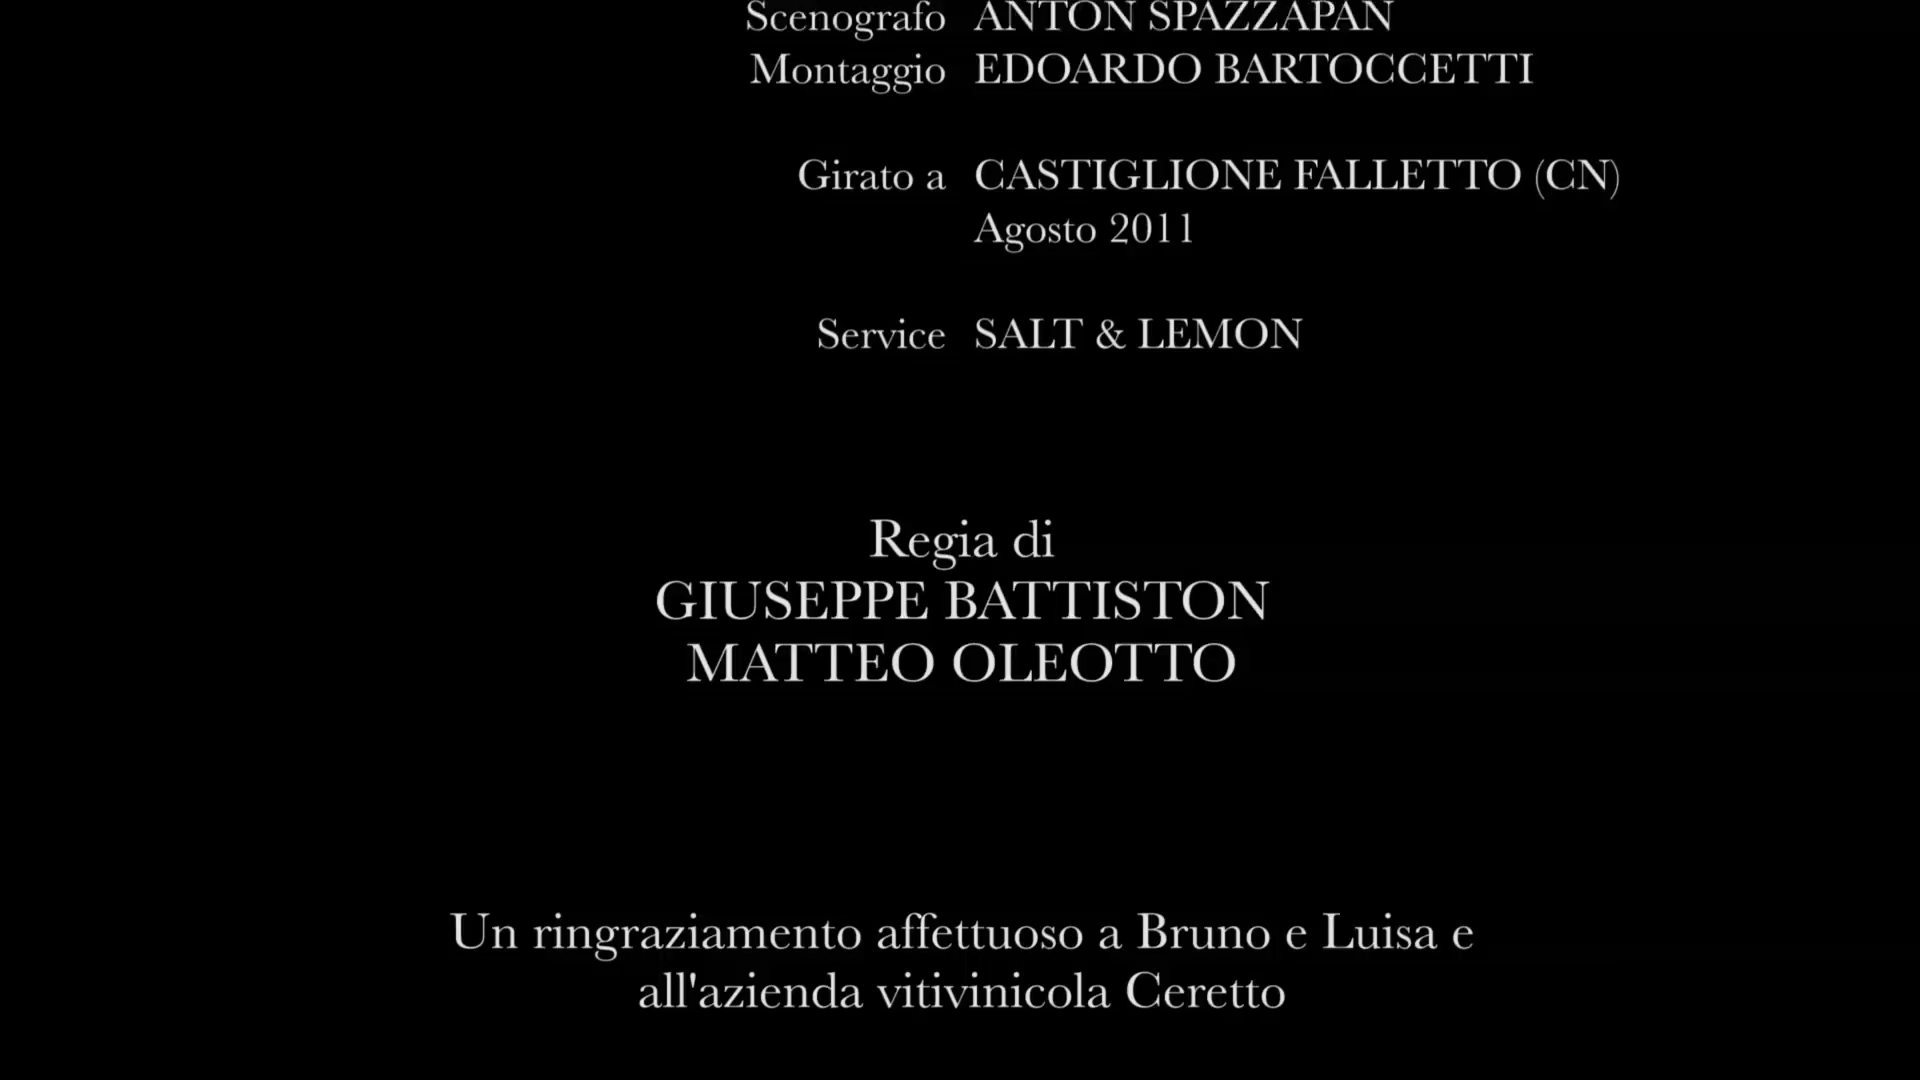 Scenografo ANTON SPAZZAPAN
Montaggio EDOARDO BARTOCCETTI
Girato a CASTIGLIONE FALLETTO (CN)
Agosto 2011
Service SALT & LEMON
Regia di
GIUSEPPE BATTISTON
MATTEO OLEOTTO
Un ringraziamento affettuoso a Bruno e Luisa e
all'azienda vitivinicola Ceretto